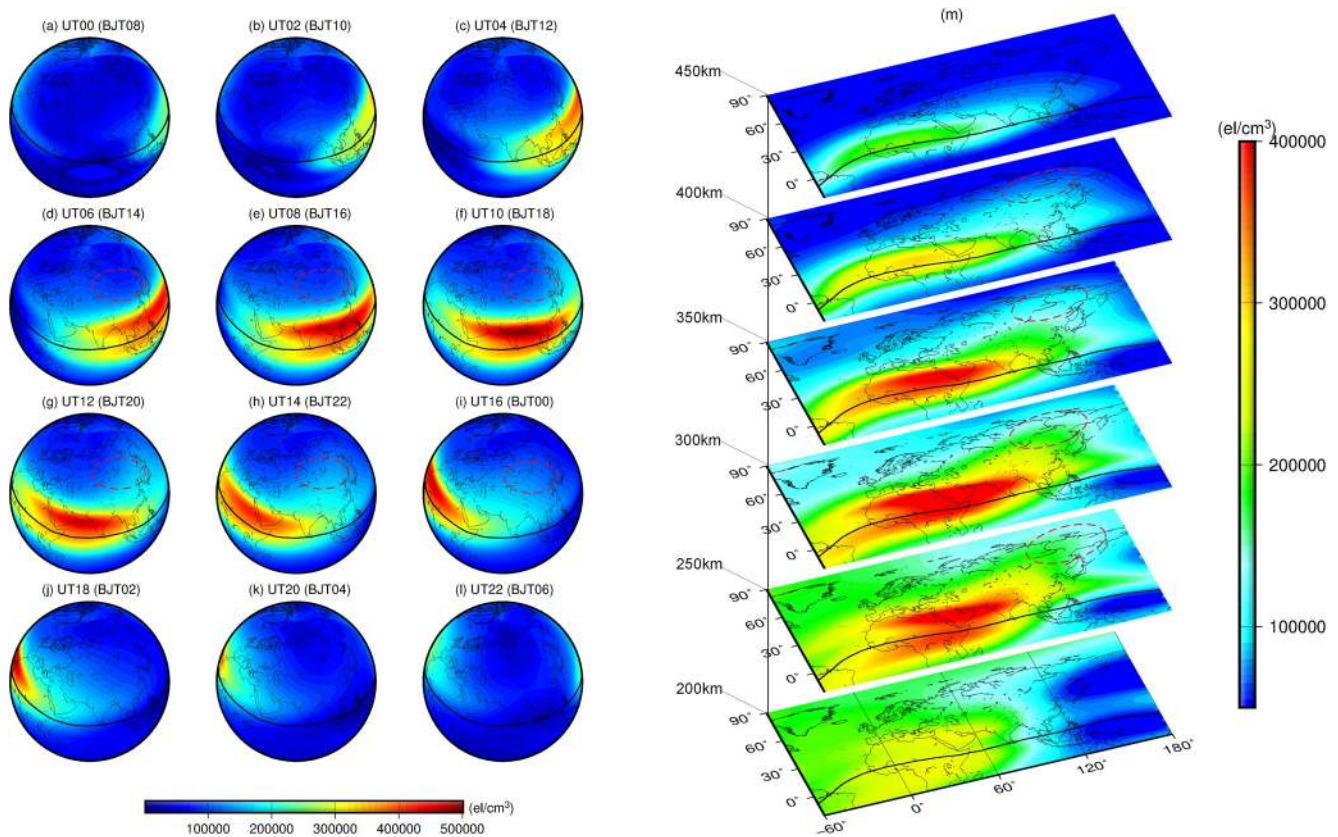 (a) UT00 (BJT08)
(b) UT02 (BJT10)
(c) UT04 (BJT12)
(d) UT06 (BJT14)
(e) UT08 (BJT16)
(f) UT10 (BJT18)
(g) UT12 (BJT20)
(h) UT14 (BJT22)
(i) UT16 (BJT00)
(j) UT18 (BJT02)
(k) UT20 (BJT04)
(l) UT22 (BJT06)
(el/cm³)
100000 200000 300000 400000 500000
(m)
450km
90°
60°
30°
0°
400km
90°
60°
30°
0°
350km
90°
60°
30°
0°
300km
90°
60°
30°
0°
250km
90°
60°
30°
0°
200km
90°
60°
30°
0°
−60°
0°
60°
120°
180°
(el/cm³)
400000
300000
200000
100000